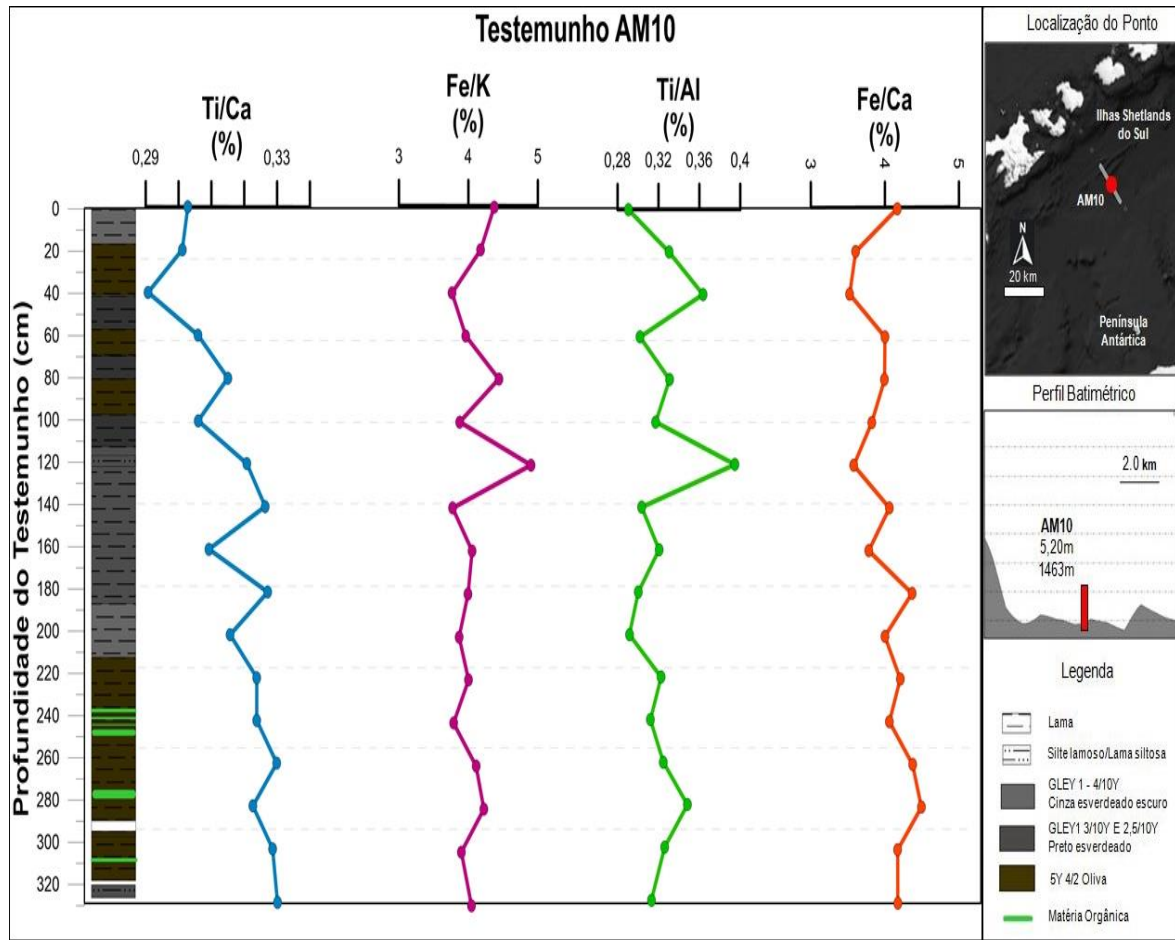 Testemunho AM10
Ti/Ca
(%)
0,29
0,33
Fe/K
(%)
3
4
5
Ti/Al
(%)
0,28
0,32
0,36
0,4
Fe/Ca
(%)
3
4
5
Profundidade do Testemunho (cm)
0
20
40
60
80
100
120
140
160
180
200
220
240
260
280
300
320
Localização do Ponto
Ilhas Shetlands
do Sul
AM10
N
20 km
Península
Antártica
Perfil Batimétrico
2.0 km
AM10
5,20m
1463m
Legenda
Lama
Silte lamoso/Lama siltosa
GLEY 1 - 4/10Y
Cinza esverdeado escuro
GLEY1 3/10Y E 2,5/10Y
Preto esverdeado
5Y 4/2 Oliva
Matéria Orgânica